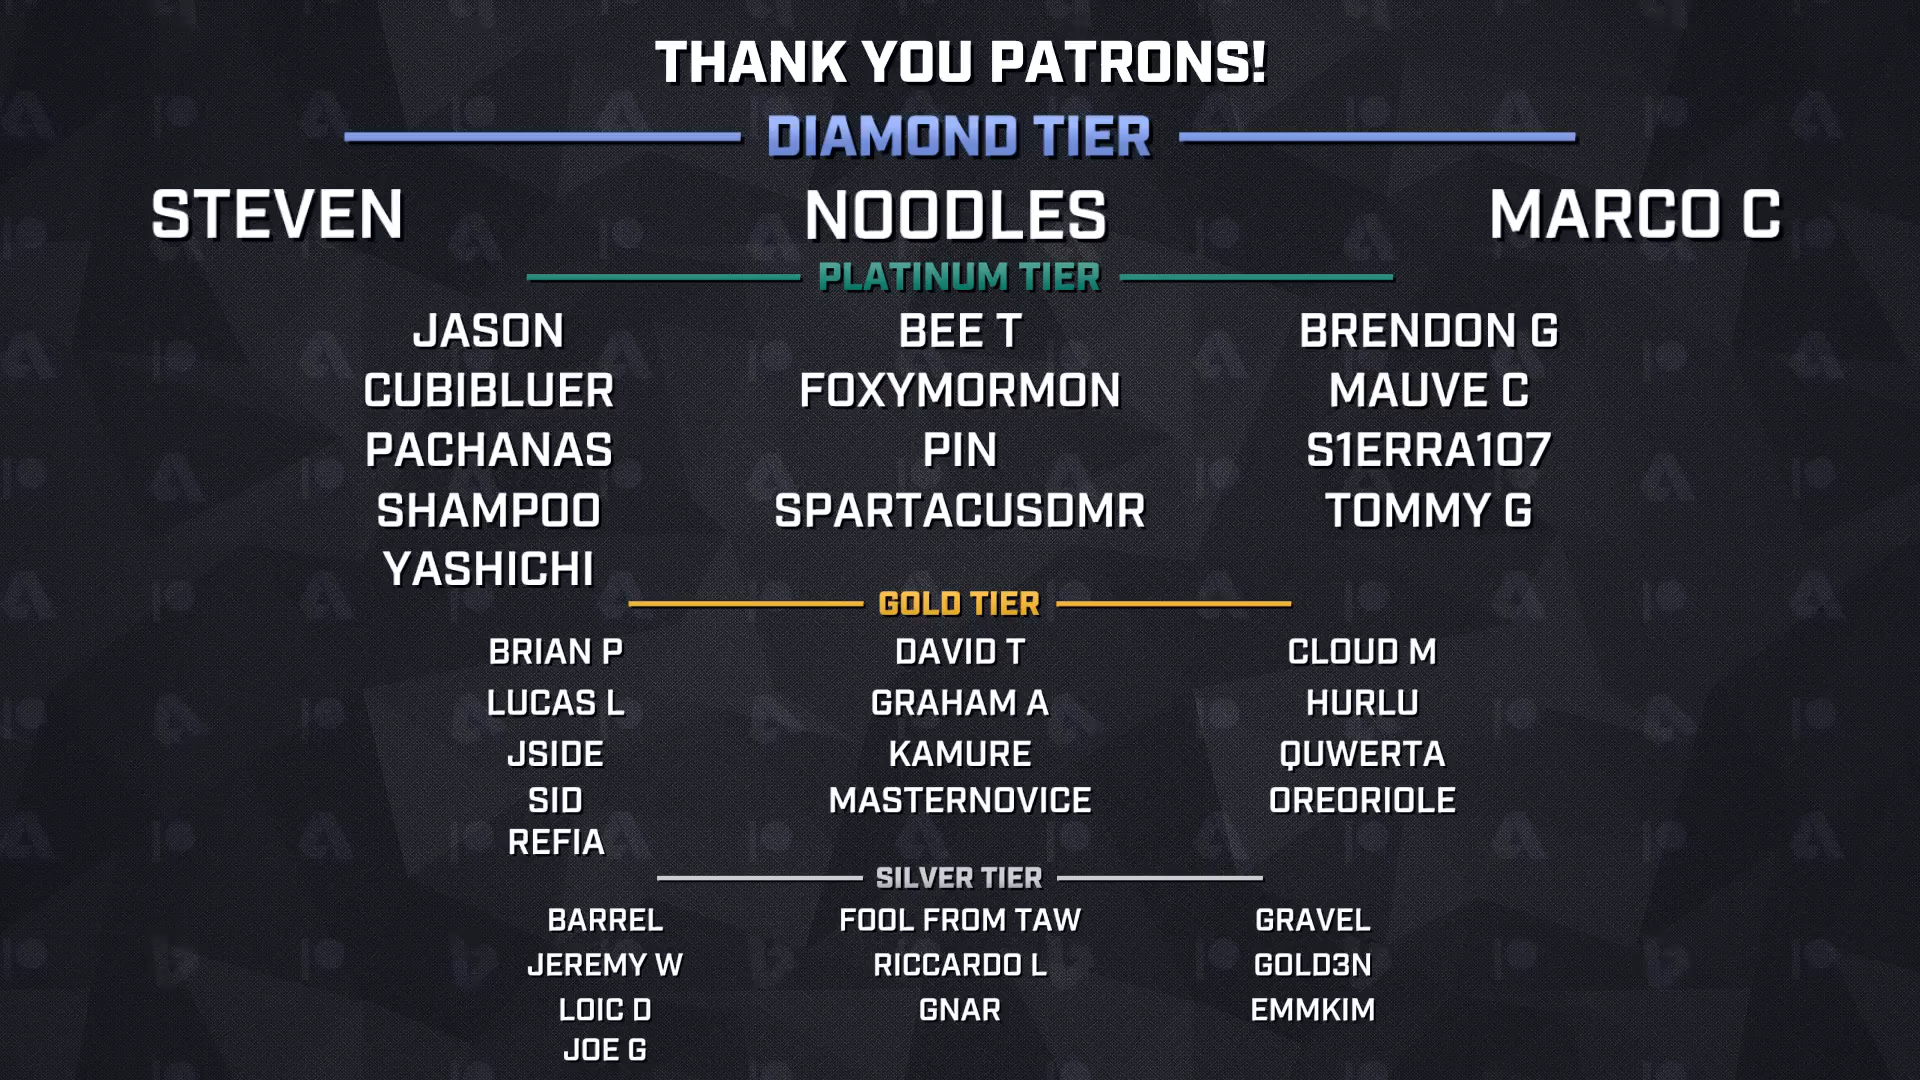 THANK YOU PATRONS!
DIAMOND TIER
STEVEN NOODLES MARCO C
PLATINUM TIER
JASON BEE T BRENDON G
CUBIBLUER FOXYMORMON MAUVE C
PACHANAS PIN S1ERRA107
SHAMPOO SPARTACUSDMR TOMMY G
YASHICHI
GOLD TIER
BRIAN P DAVID T CLOUD M
LUCAS L GRAHAM A HURLU
JSIDE KAMURE QUWERTA
SID MASTERNOVICE OREORIOLE
REFIA
SILVER TIER
BARREL FOOL FROM TAW GRAVEL
JEREMY W RICCARDO L GOLD3N
LOIC D GNAR EMMKIM
JOE G